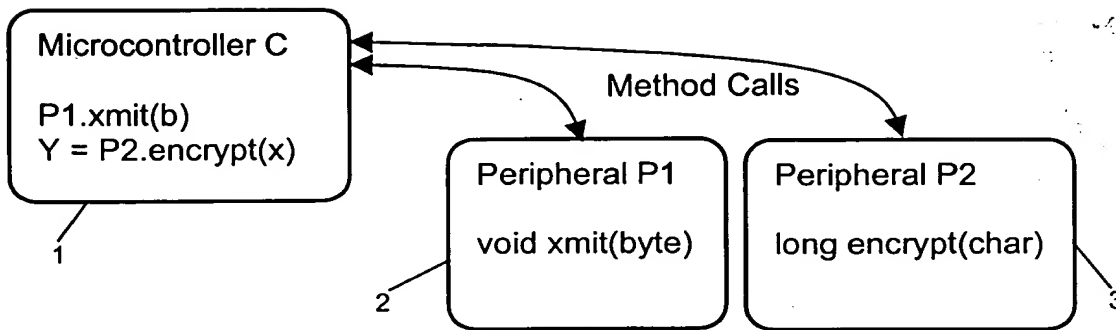 Microcontroller C
P1.xmit(b)
Y = P2.encrypt(x)
1
Method Calls
Peripheral P1
void xmit(byte)
2
Peripheral P2
long encrypt(char)
3